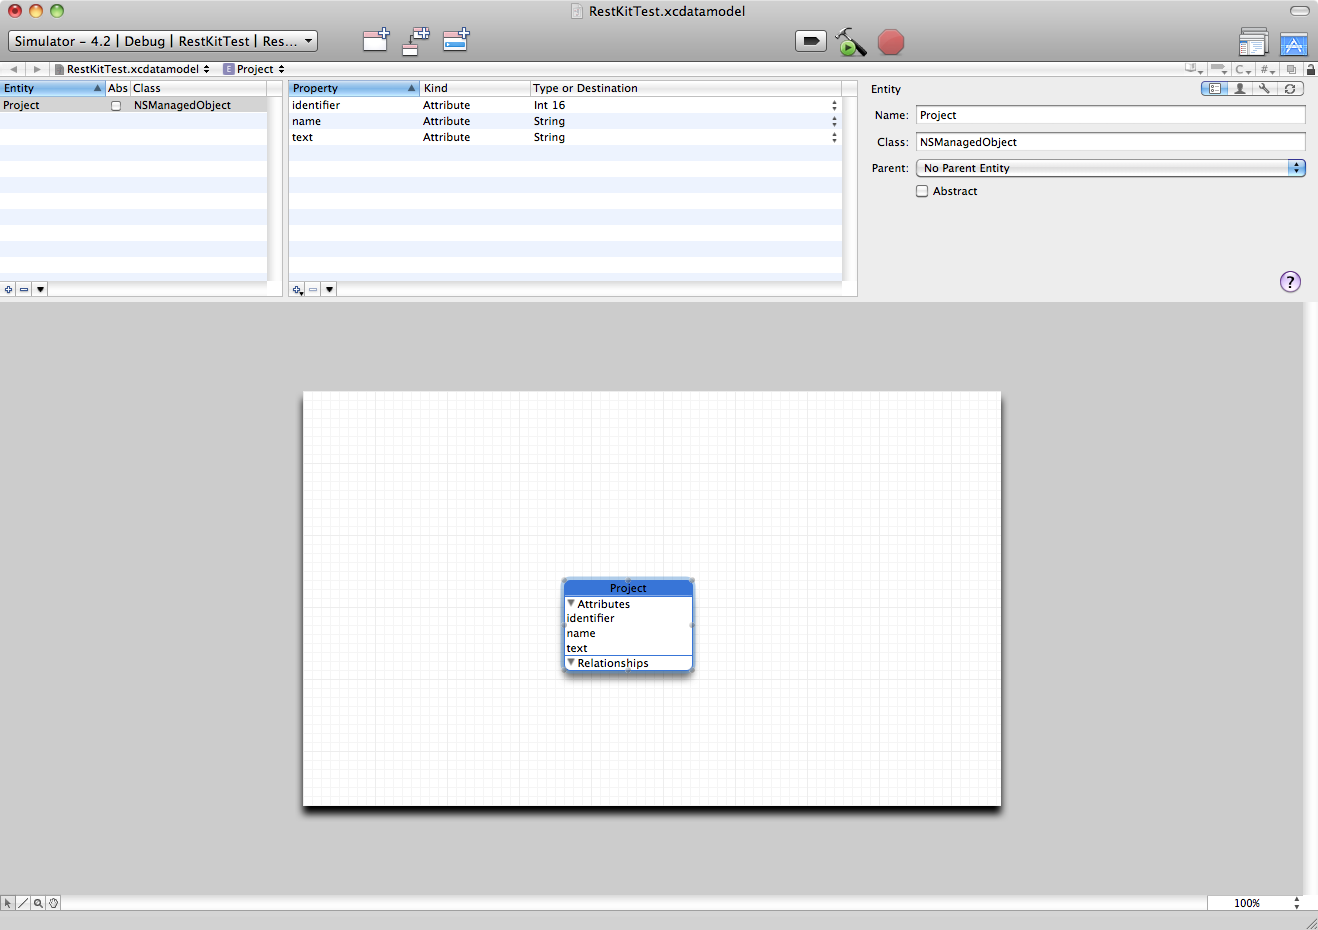 RestKitTest.xcdatamodel
Simulator - 4.2 | Debug | RestKitTest | Res...
RestKitTest.xcdatamodel Project
C #
Entity Abs Class
Project NSManagedObject
Property Kind Type or Destination
identifier Attribute Int 16
name Attribute String
text Attribute String
Entity
Name: Project
Class: NSManagedObject
Parent: No Parent Entity
Abstract
?
Project
Attributes
identifier
name
text
Relationships
100%